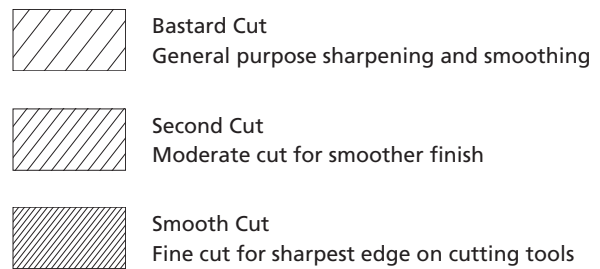 Bastard Cut
General purpose sharpening and smoothing
Second Cut
Moderate cut for smoother finish
Smooth Cut
Fine cut for sharpest edge on cutting tools